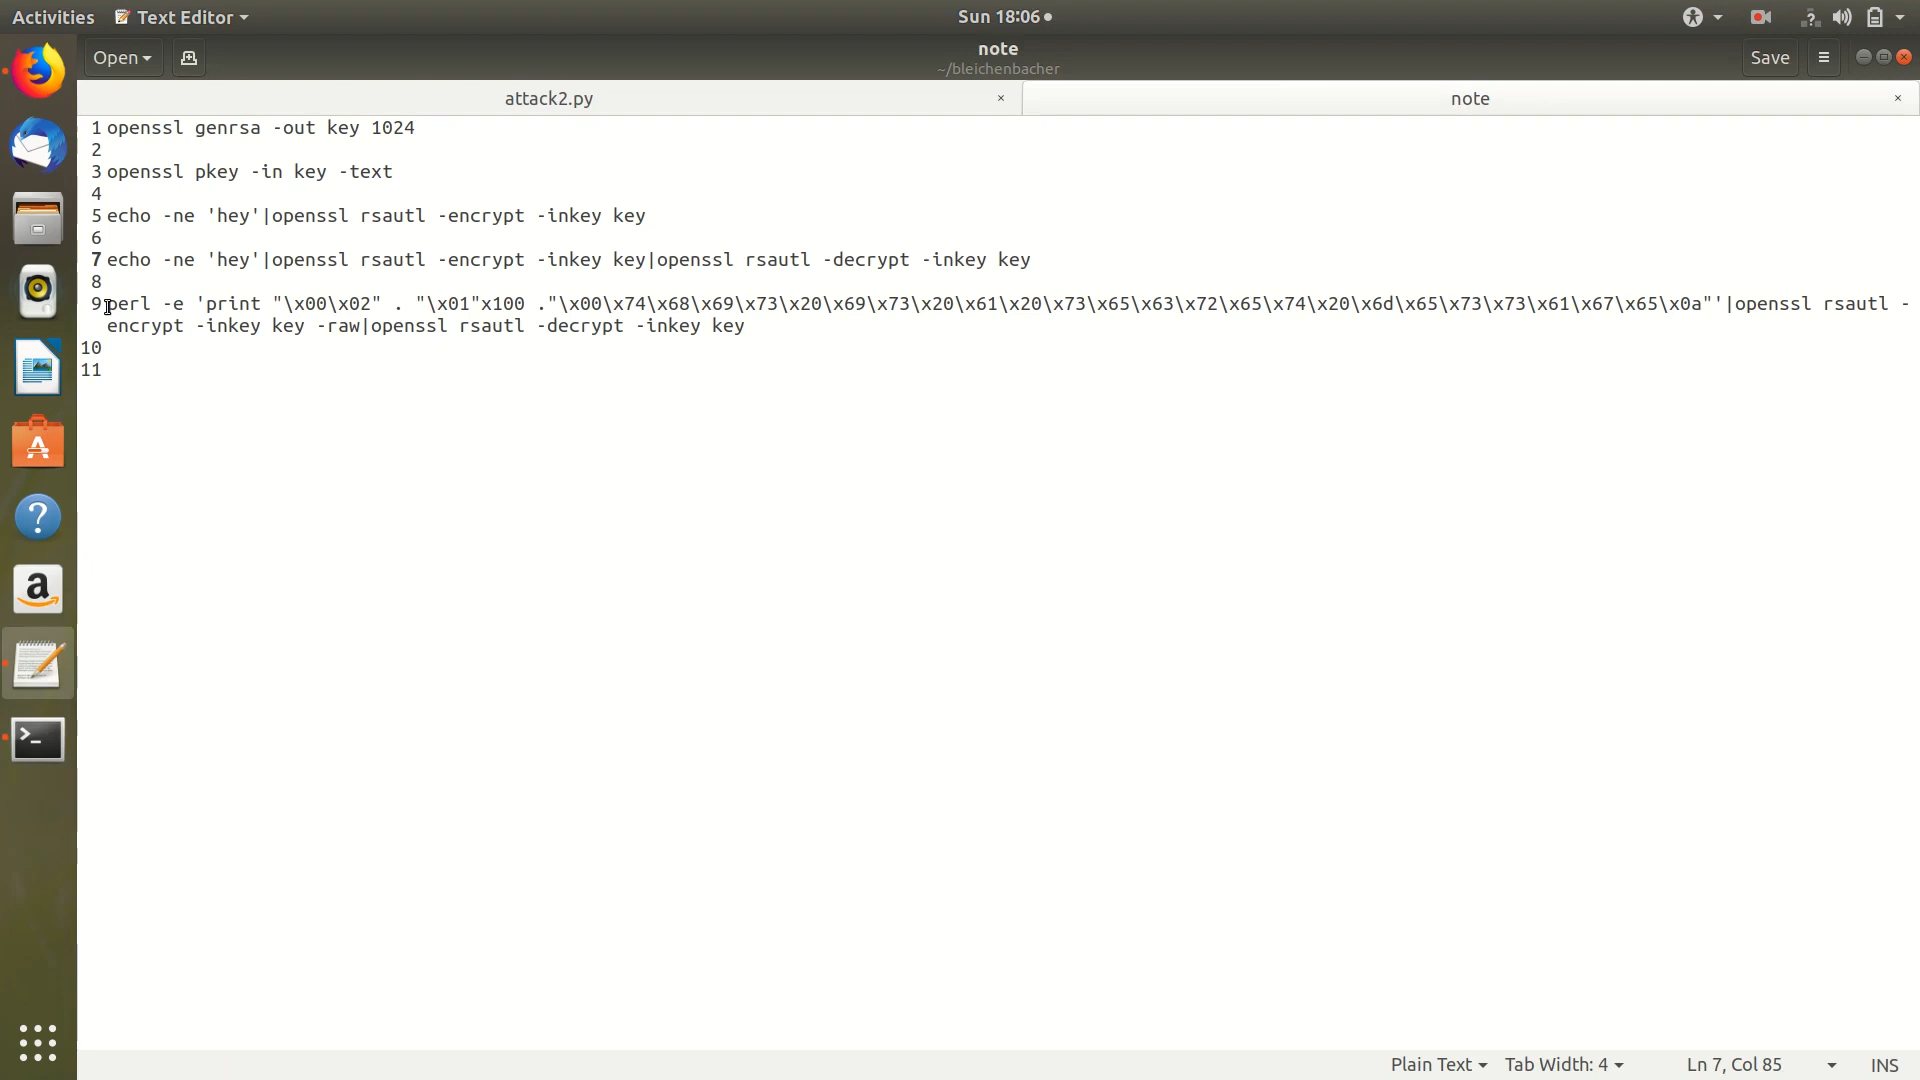 Activities Text Editor Sun 18:06
Open note Save
~/bleichenbacher
attack2.py × note ×
1 openssl genrsa -out key 1024
2
3 openssl pkey -in key -text
4
5 echo -ne 'hey'|openssl rsautl -encrypt -inkey key
6
7 echo -ne 'hey'|openssl rsautl -encrypt -inkey key|openssl rsautl -decrypt -inkey key
8
9 perl -e 'print "\x00\x02" . "\x01"x100 ."\x00\x74\x68\x69\x73\x20\x69\x73\x20\x61\x20\x73\x65\x63\x72\x65\x74\x20\x6d\x65\x73\x73\x61\x67\x65\x0a"'|openssl rsautl -
encrypt -inkey key -raw|openssl rsautl -decrypt -inkey key
10
11
Plain Text Tab Width: 4 Ln 7, Col 85 INS